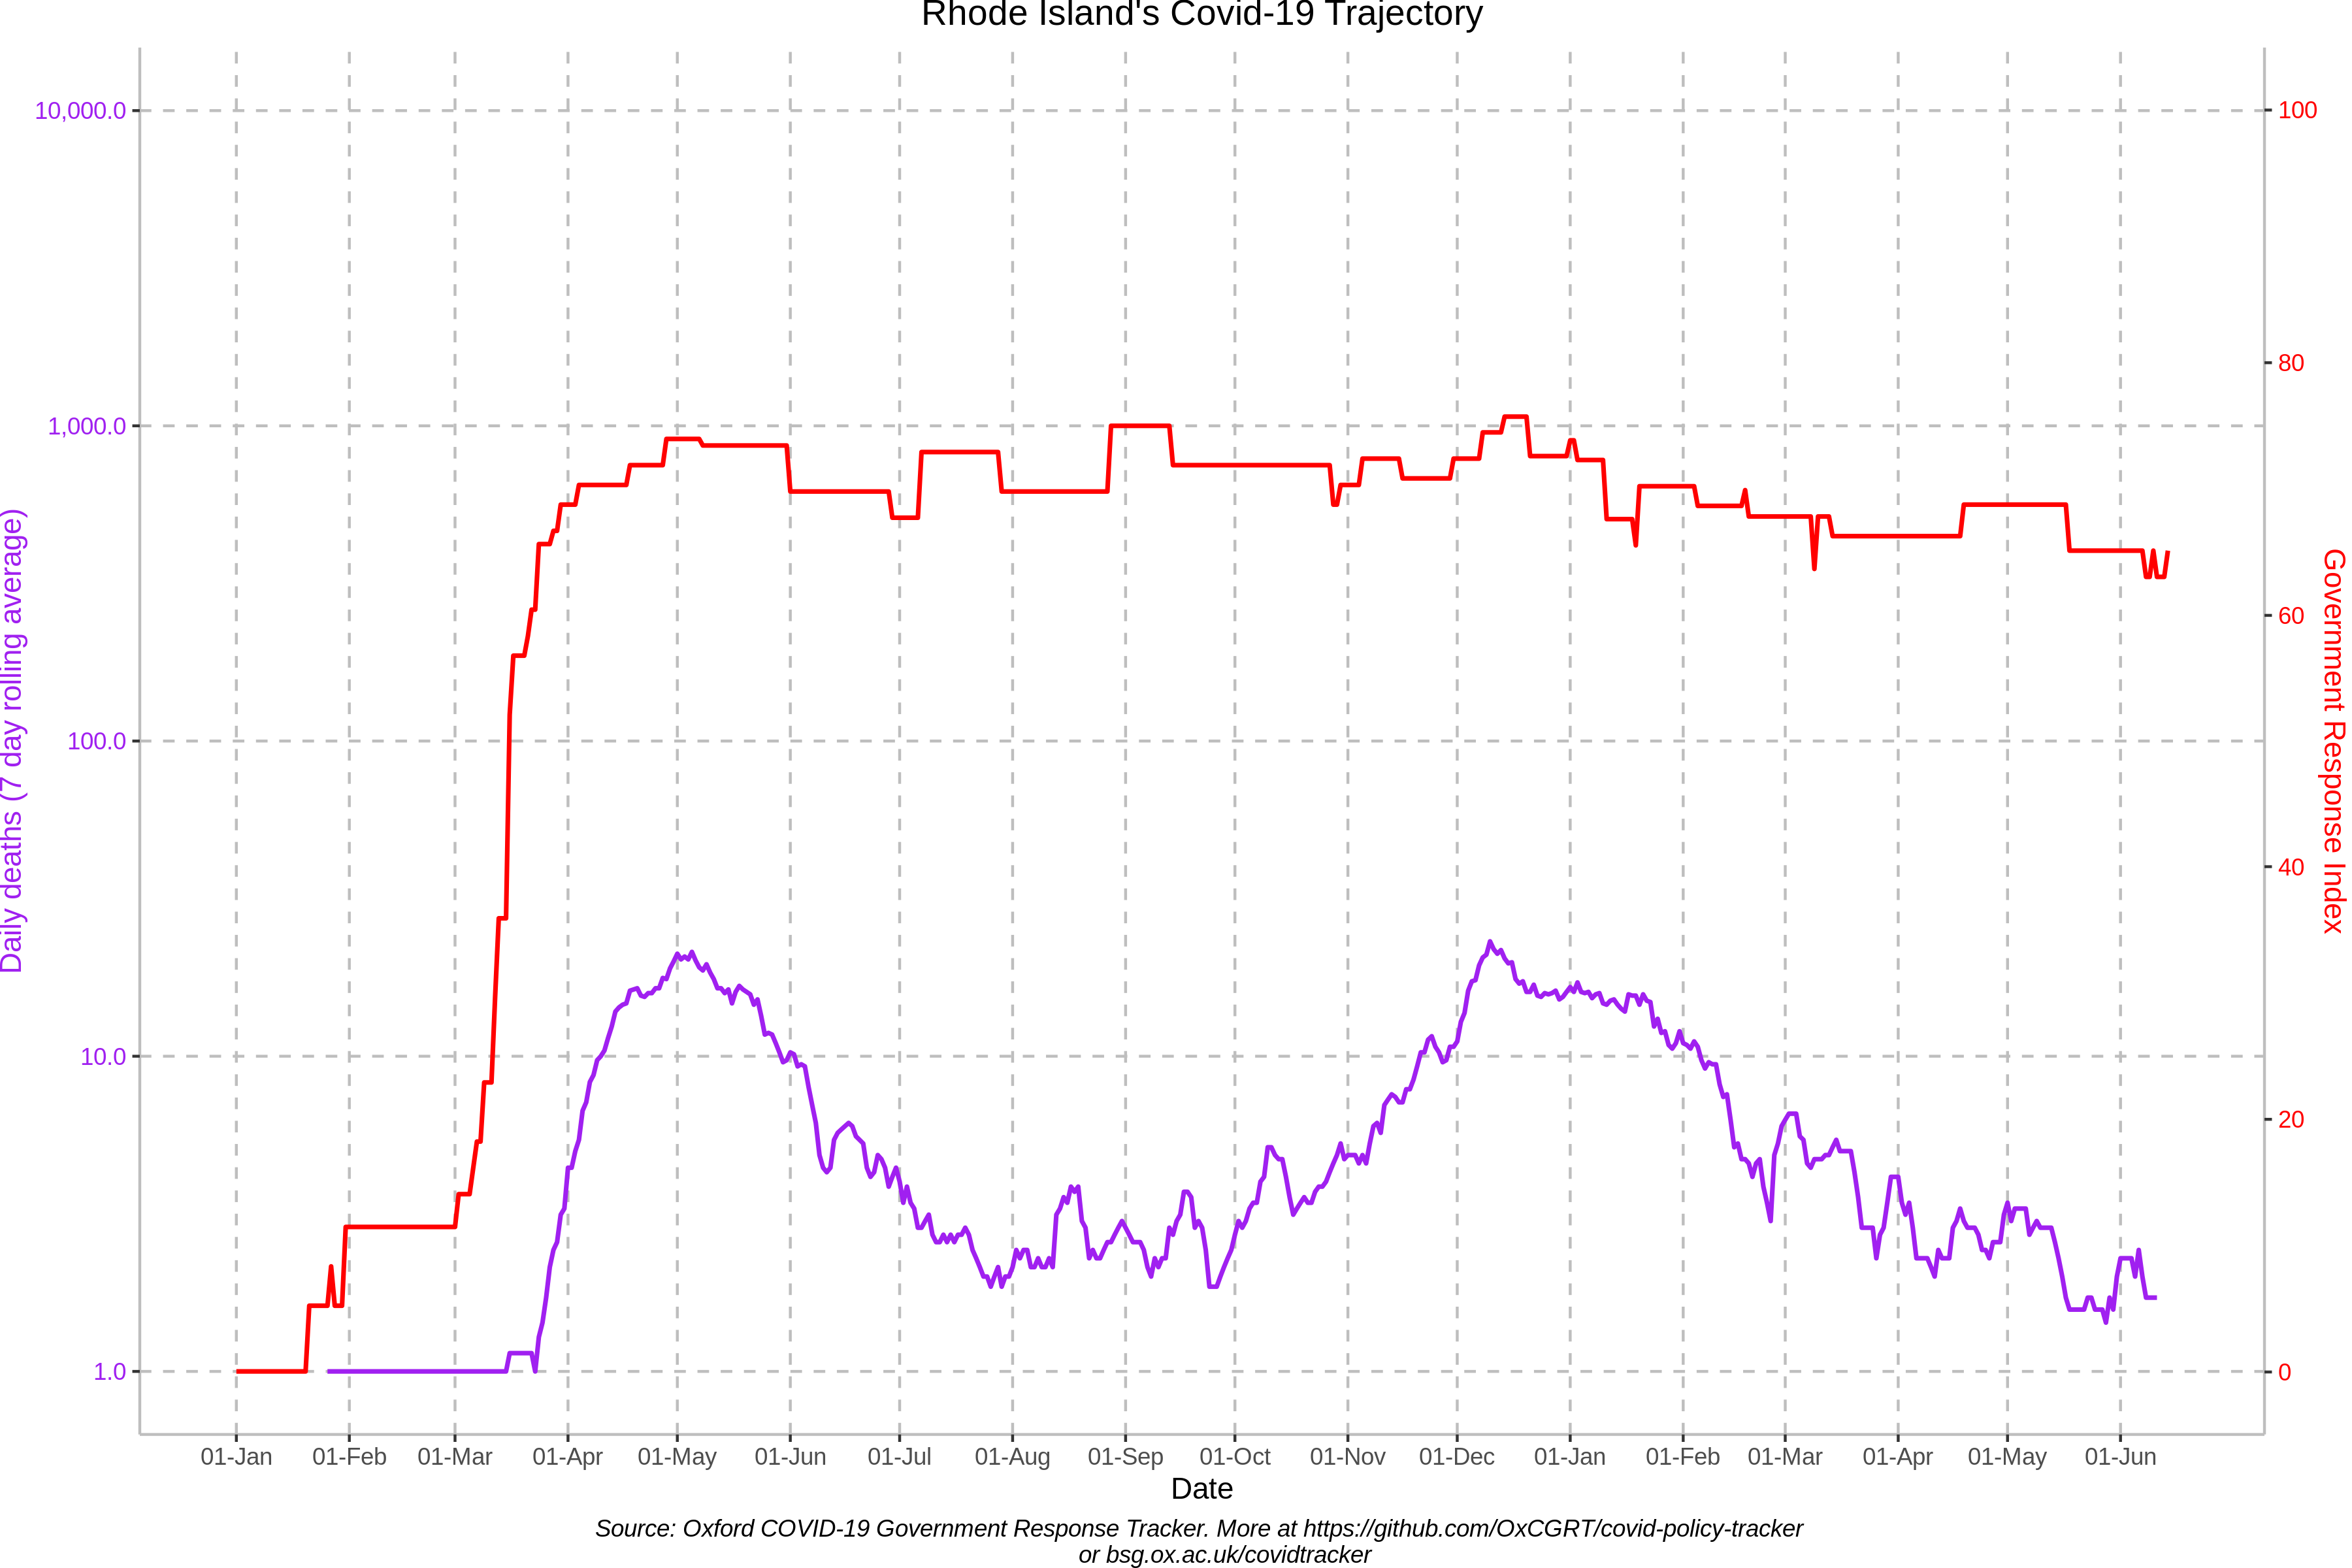 Rhode Island's Covid-19 Trajectory
10,000.0
1,000.0
100.0
10.0
1.0
Daily deaths (7 day rolling average)
100
80
60
40
20
0
Government Response Index
01-Jan 01-Feb 01-Mar 01-Apr 01-May 01-Jun 01-Jul 01-Aug 01-Sep 01-Oct 01-Nov 01-Dec 01-Jan 01-Feb 01-Mar 01-Apr 01-May 01-Jun
Date
Source: Oxford COVID-19 Government Response Tracker. More at https://github.com/OxCGRT/covid-policy-tracker
or bsg.ox.ac.uk/covidtracker